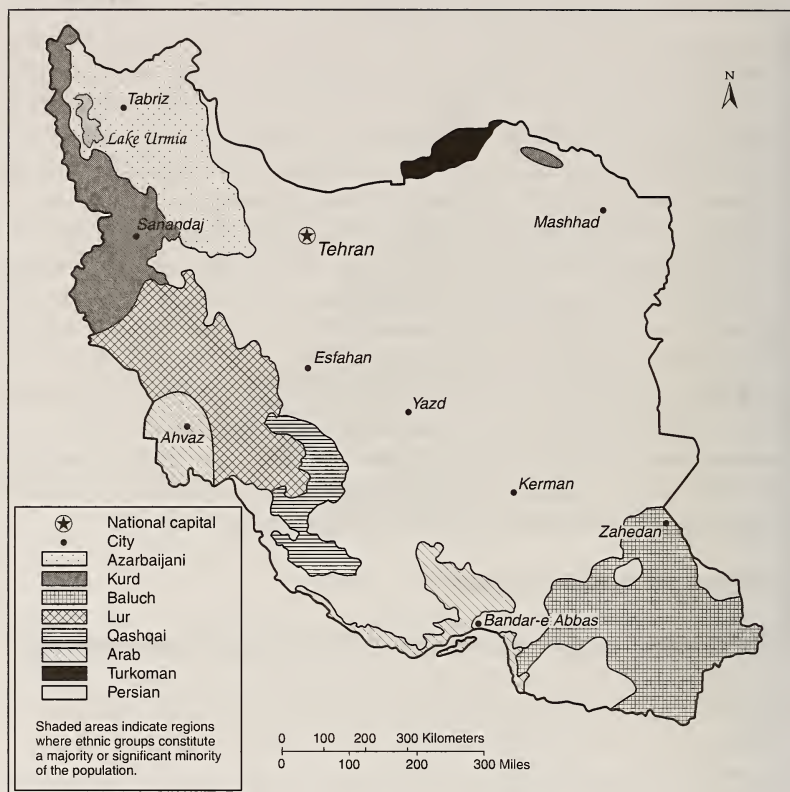 N
Tabriz
Lake Urmia
Sanandaj
Tehran
Mashhad
Esfahan
Yazd
Ahvaz
Kerman
Zahedan
Bandar-e Abbas
National capital
City
Azarbaijani
Kurd
Baluch
Lur
Qashqai
Arab
Turkoman
Persian
Shaded areas indicate regions
where ethnic groups constitute
a majority or significant minority
of the population.
0 100 200 300 Kilometers
0 100 200 300 Miles